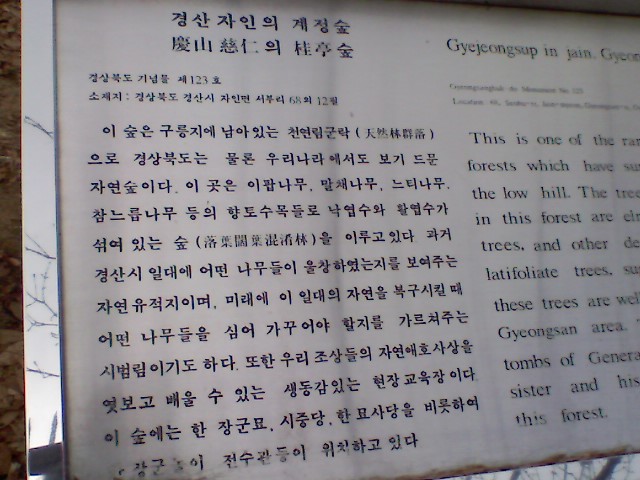 경산 자인의 계정숲
慶山 慈仁의 桂亭숲
경상북도 기념물 제123호
소재지 : 경상북도 경산시 자인면 서부리 68외 12필
이 숲은 구릉지에 남아있는 천연림군락 (天然林群落)
으로 경상북도는 물론 우리나라에서도 보기 드문
자연숲이다. 이 곳은 이팝나무, 말채나무, 느티나무,
참느릅나무 등의 향토수목들로 낙엽수와 활엽수가
섞여 있는 숲 (落葉闊葉混淆林)을 이루고있다 과거
경산시 일대에 어떤 나무들이 울창하였는지를 보여주는
자연유적지이며, 미래에 이 일대의 자연을 복구시킬 때
어떤 나무들을 심어 가꾸어야 할지를 가르쳐주는
시범림이기도 하다. 또한 우리 조상들의 자연애호사상을
엿보고 배울 수 있는 생동감있는 현장교육장이다
이 숲에는 한 장군묘, 시중당, 한 묘사당을 비롯하여
전수관들이 위치하고 있다
Gyejeongsup in jain, Gyeon
This is one of the rar
forests which have su
the low hill. The tree
in this forest are elm
trees, and other de
latifoliate trees, su
these trees are well
Gyeongsan area.
tombs of Genera
sister and his
this forest.